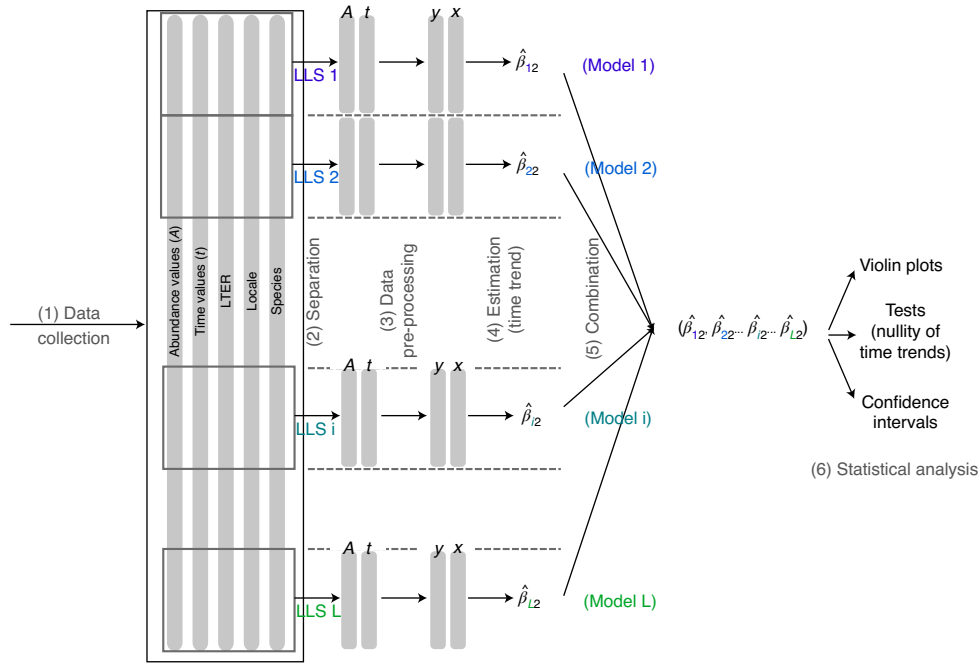 A t y x
LLS 1
β̂12
(Model 1)
LLS 2
β̂22
(Model 2)
(1) Data
collection
Abundance values (A)
Time values (t)
LTER
Locale
Species
(2) Separation
(3) Data
pre-processing
(4) Estimation
(time trend)
(5) Combination
(β̂12, β̂22... β̂i2... β̂L2)
Violin plots
Tests
(nullity of
time trends)
Confidence
intervals
(6) Statistical analysis
A t y x
LLS i
β̂i2
(Model i)
A t y x
LLS L
β̂L2
(Model L)